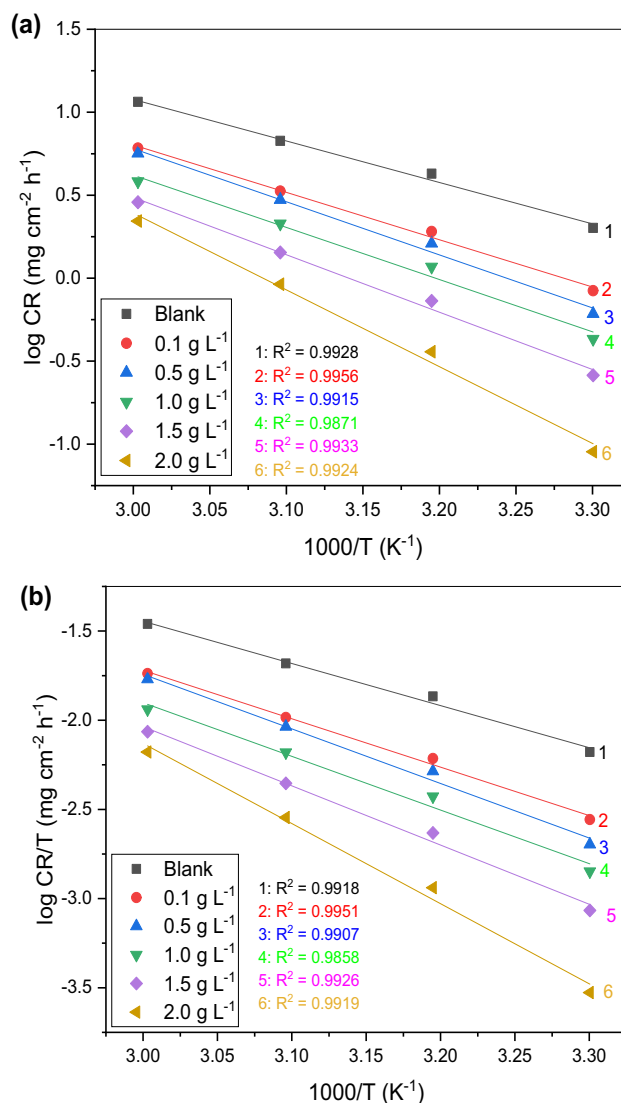 (a)
1.5
1.0
0.5
0.0
-0.5
-1.0
log CR (mg cm⁻² h⁻¹)
1
2
3
4
5
6
Blank
0.1 g L⁻¹
0.5 g L⁻¹
1.0 g L⁻¹
1.5 g L⁻¹
2.0 g L⁻¹
1: R² = 0.9928
2: R² = 0.9956
3: R² = 0.9915
4: R² = 0.9871
5: R² = 0.9933
6: R² = 0.9924
3.00 3.05 3.10 3.15 3.20 3.25 3.30
1000/T (K⁻¹)
(b)
-1.5
-2.0
-2.5
-3.0
-3.5
log CR/T (mg cm⁻² h⁻¹)
1
2
3
4
5
6
Blank
0.1 g L⁻¹
0.5 g L⁻¹
1.0 g L⁻¹
1.5 g L⁻¹
2.0 g L⁻¹
1: R² = 0.9918
2: R² = 0.9951
3: R² = 0.9907
4: R² = 0.9858
5: R² = 0.9926
6: R² = 0.9919
3.00 3.05 3.10 3.15 3.20 3.25 3.30
1000/T (K⁻¹)